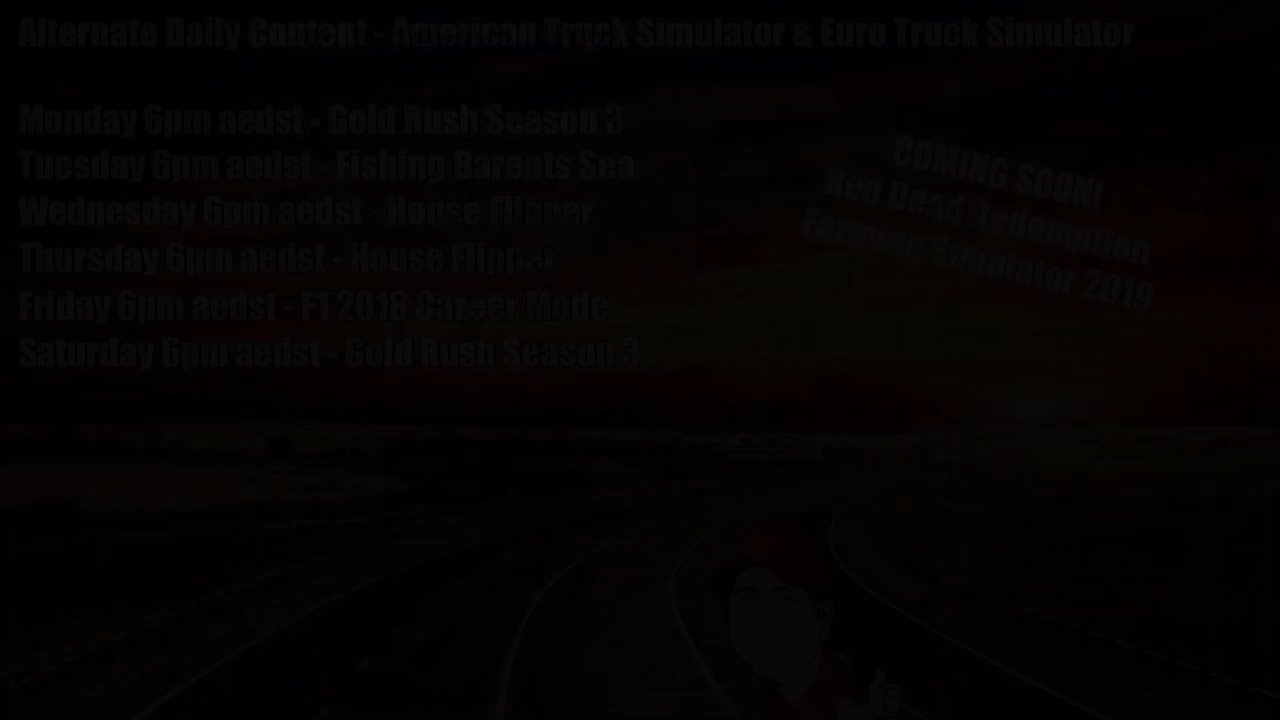 Alternate Daily Content - American Truck Simulator & Euro Truck Simulator
Monday 6pm aedst - Gold Rush Season 3
Tuesday 6pm aedst - Fishing Barents Sea
Wednesday 6pm aedst - House Flipper
Thursday 6pm aedst - House Flipper
Friday 6pm aedst - F1 2018 Career Mode
Saturday 6pm aedst - Gold Rush Season 3
COMING SOON!
Red Dead Redemption
Farming Simulator 2019